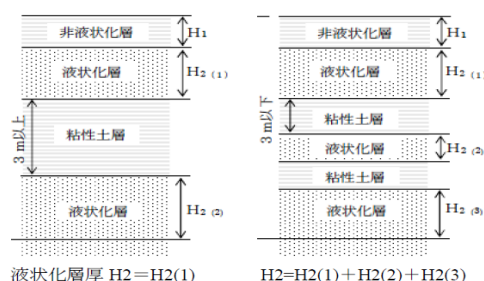 非液状化層
H1
液状化層
H2 (1)
3 m以上
粘性土層
液状化層
H2 (2)
液状化層厚 H2＝H2(1)
非液状化層
H1
液状化層
H2 (1)
3 m以下
粘性土層
液状化層
H2 (2)
粘性土層
液状化層
H2 (3)
H2=H2(1)＋H2(2)＋H2(3)